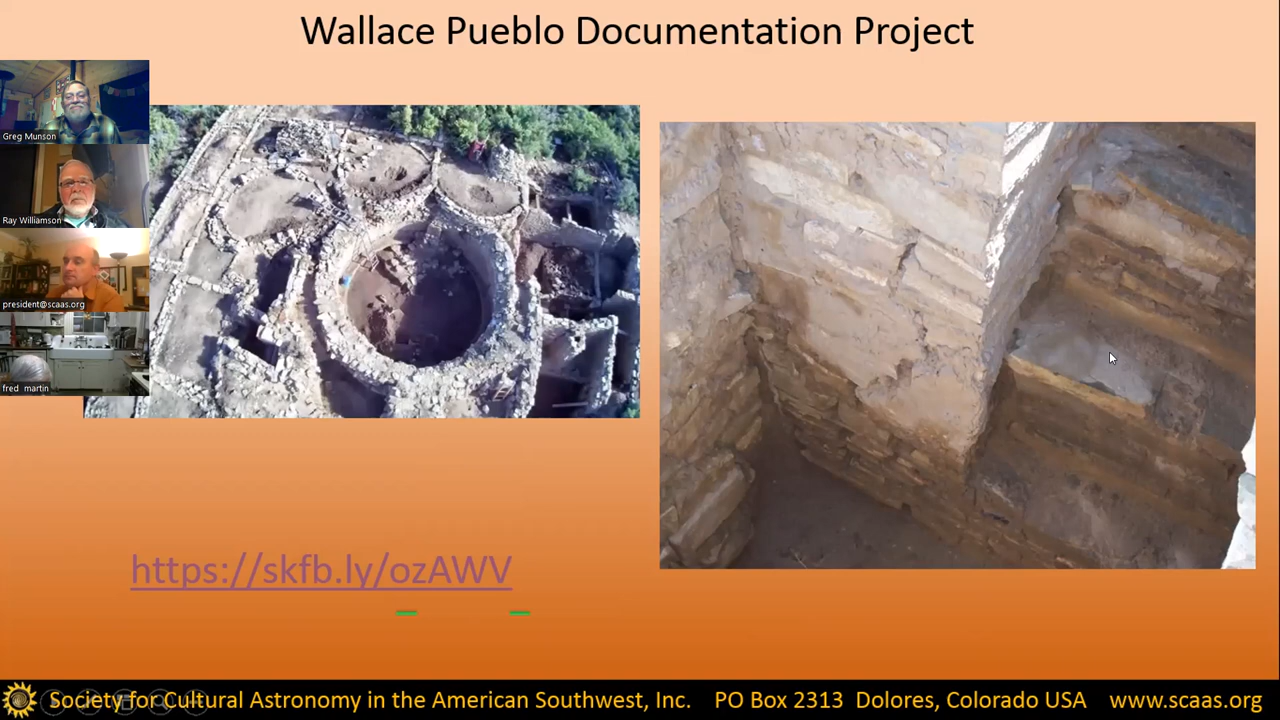 Wallace Pueblo Documentation Project
Greg Munson
Ray Williamson
president@scaas.org
fred martin
https://skfb.ly/ozAWV
Society for Cultural Astronomy in the American Southwest, Inc. PO Box 2313 Dolores, Colorado USA www.scaas.org